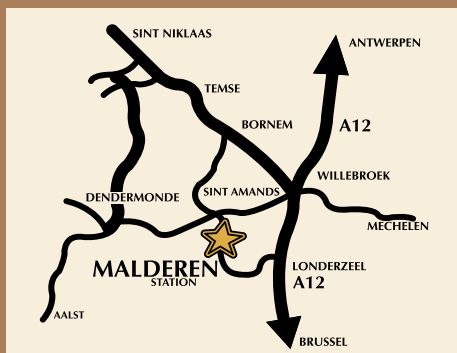 SINT NIKLAAS
ANTWERPEN
TEMSE
BORNEM
A12
WILLEBROEK
DENDERMONDE
SINT AMANDS
MECHELEN
MALDEREN
STATION
LONDERZEEL
A12
AALST
BRUSSEL